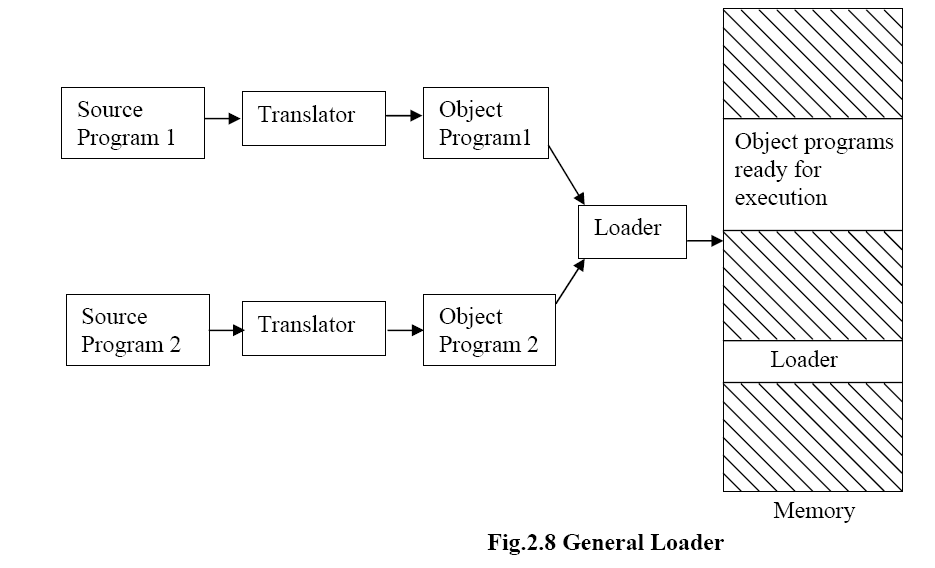 Source
Program 1
Translator
Object
Program1
Source
Program 2
Translator
Object
Program 2
Loader
Object programs
ready for
execution
Loader
Memory
Fig.2.8 General Loader